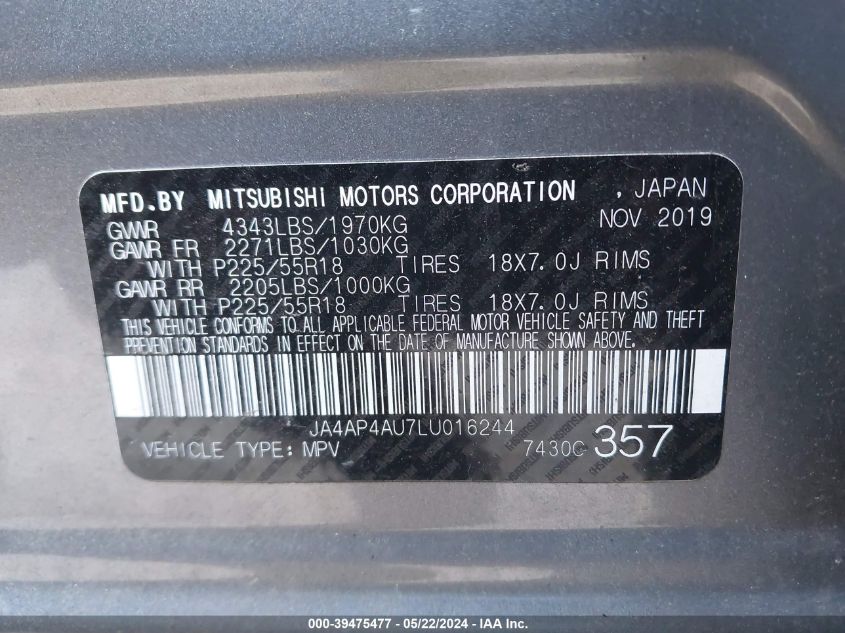 MFD.BY MITSUBISHI MOTORS CORPORATION , JAPAN
GVWR 4343LBS/1970KG NOV 2019
GAWR FR 2271LBS/1030KG
WITH P225/55R18 TIRES 18X7.0J RIMS
GAWR RR 2205LBS/1000KG
WITH P225/55R18 TIRES 18X7.0J RIMS
THIS VEHICLE CONFORMS TO ALL APPLICABLE FEDERAL MOTOR VEHICLE SAFETY AND THEFT
PREVENTION STANDARDS IN EFFECT ON THE DATE OF MANUFACTURE SHOWN ABOVE.
JA4AP4AU7LU016244
VEHICLE TYPE: MPV 7430C-357
000-39475477 - 05/22/2024 - IAA Inc.